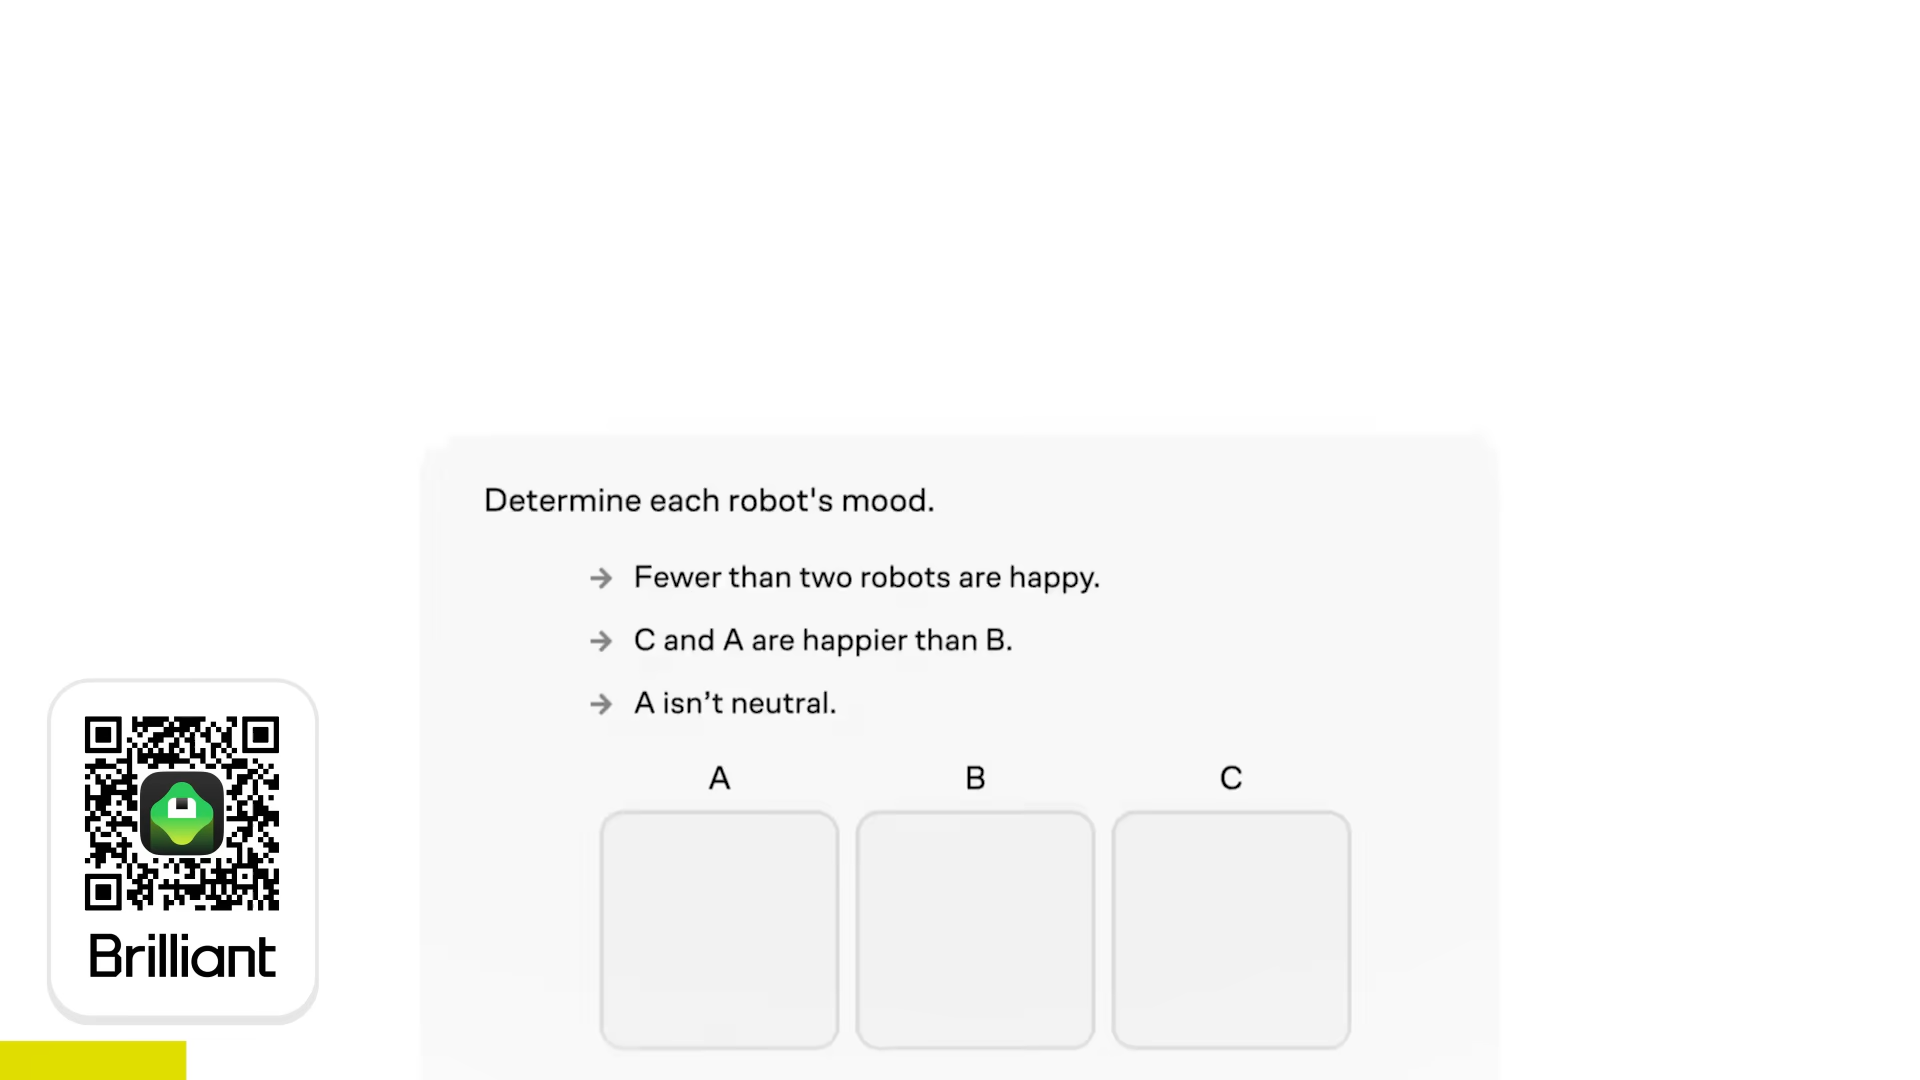 Determine each robot's mood.
→ Fewer than two robots are happy.
→ C and A are happier than B.
→ A isn’t neutral.
A B C
Brilliant